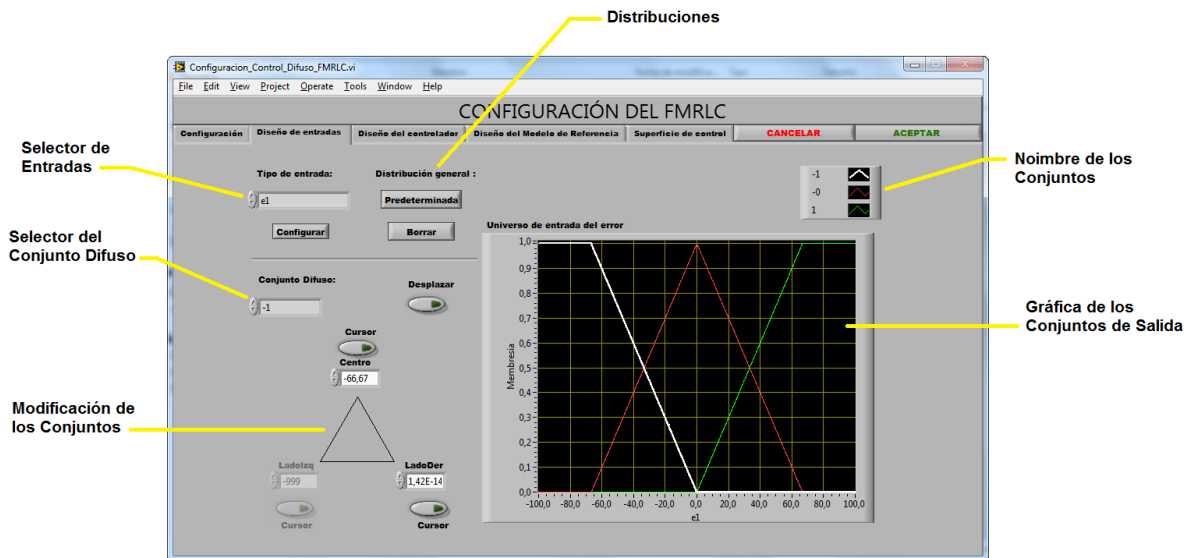 Distribuciones
Configuracion_Control_Difuso_FMRLC.vi
File Edit View Project Operate Tools Window Help
CONFIGURACIÓN DEL FMRLC
Configuración Diseño de entradas Diseño del controlador Diseño del Modelo de Referencia Superficie de control CANCELAR ACEPTAR
Selector de
Entradas
Tipo de entrada: Distribución general :
e1 Predeterminada
Configurar Borrar
-1
-0
1
Noimbre de los
Conjuntos
Selector del
Conjunto Difuso
Conjunto Difuso: Desplazar
-1
Cursor
Centro
-66,67
Modificación de
los Conjuntos
LadoIzq LadoDer
-999 1,42E-14
Cursor Cursor
Universo de entrada del error
1,0
0,9
0,8
0,7
0,6
0,5
0,4
0,3
0,2
0,1
0,0
Membresia
-100,0 -80,0 -60,0 -40,0 -20,0 0,0 20,0 40,0 60,0 80,0 100,0
e1
Gráfica de los
Conjuntos de Salida